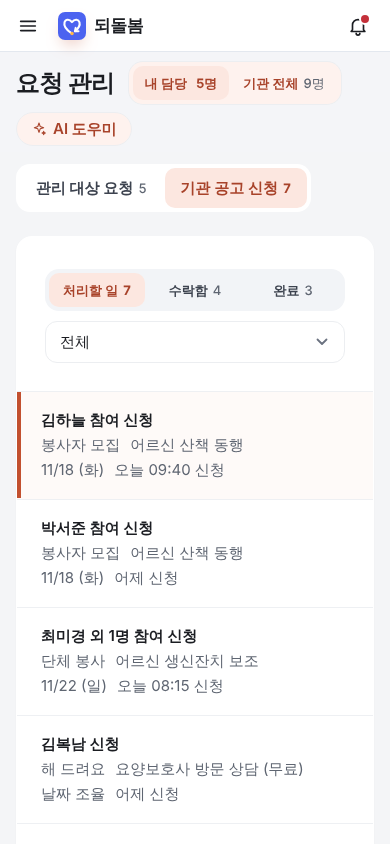 되돌봄
요청 관리
내 담당 5명 기관 전체 9명
AI 도우미
관리 대상 요청 5 기관 공고 신청 7
처리할 일 7 수락함 4 완료 3
전체
김하늘 참여 신청
봉사자 모집 어르신 산책 동행
11/18 (화) 오늘 09:40 신청
박서준 참여 신청
봉사자 모집 어르신 산책 동행
11/18 (화) 어제 신청
최미경 외 1명 참여 신청
단체 봉사 어르신 생신잔치 보조
11/22 (일) 오늘 08:15 신청
김복남 신청
해 드려요 요양보호사 방문 상담 (무료)
날짜 조율 어제 신청